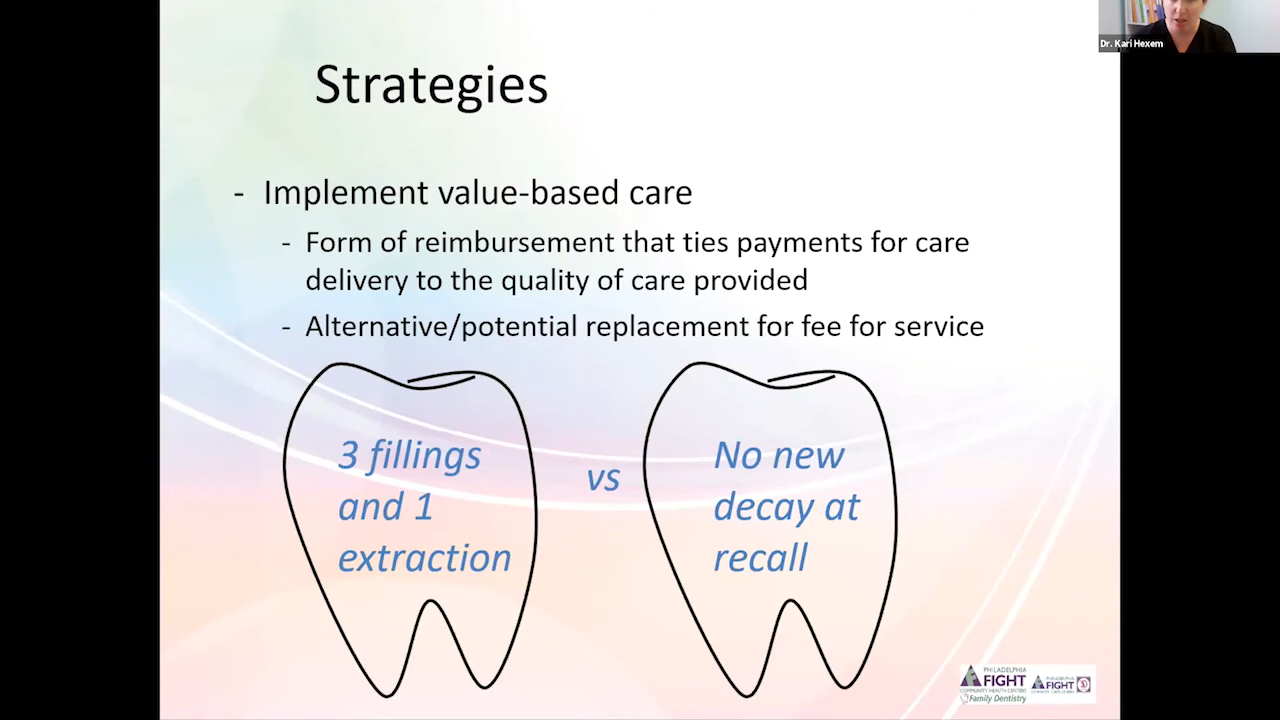 Dr. Kari Hexem
Strategies
- Implement value-based care
- Form of reimbursement that ties payments for care
delivery to the quality of care provided
- Alternative/potential replacement for fee for service
3 fillings
and 1
extraction
vs
No new
decay at
recall
PHILADELPHIA
FIGHT
COMMUNITY HEALTH CENTERS
Family Dentistry
PHILADELPHIA
FIGHT